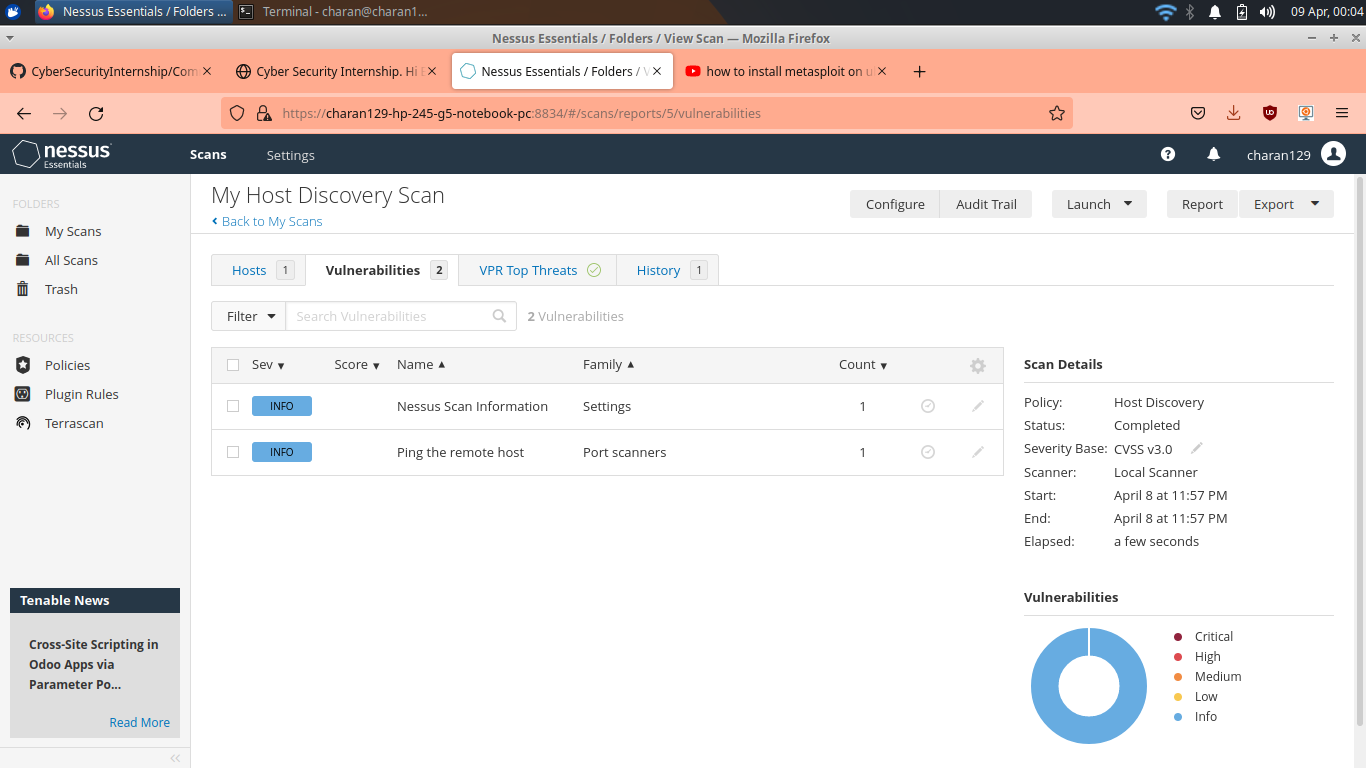 Nessus Essentials / Folders ...
Terminal - charan@charan1...
09 Apr, 00:04
Nessus Essentials / Folders / View Scan — Mozilla Firefox
CyberSecurityInternship/Com
Cyber Security Internship. Hi
Nessus Essentials / Folders /
how to install metasploit on u
https://charan129-hp-245-g5-notebook-pc:8834/#/scans/reports/5/vulnerabilities
nessus
Essentials
Scans
Settings
charan129
FOLDERS
My Scans
All Scans
Trash
RESOURCES
Policies
Plugin Rules
Terrascan
Tenable News
Cross-Site Scripting in
Odoo Apps via
Parameter Po...
Read More
My Host Discovery Scan
Back to My Scans
Configure
Audit Trail
Launch
Report
Export
Hosts 1
Vulnerabilities 2
VPR Top Threats
History 1
Filter
Search Vulnerabilities
2 Vulnerabilities
Sev Score Name Family Count
INFO Nessus Scan Information Settings 1
INFO Ping the remote host Port scanners 1
Scan Details
Policy: Host Discovery
Status: Completed
Severity Base: CVSS v3.0
Scanner: Local Scanner
Start: April 8 at 11:57 PM
End: April 8 at 11:57 PM
Elapsed: a few seconds
Vulnerabilities
Critical
High
Medium
Low
Info